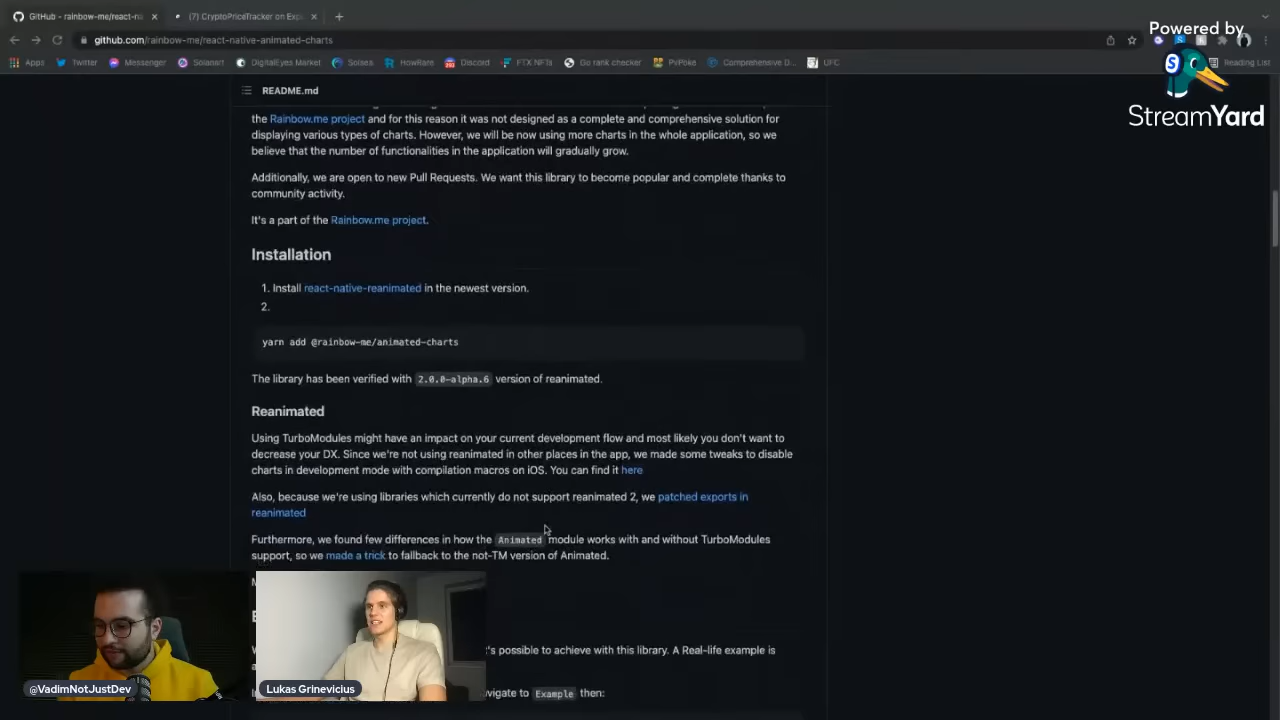 GitHub - rainbow-me/react-na
(7) CryptoPriceTracker on Exp
Powered by
github.com/rainbow-me/react-native-animated-charts
Apps
Twitter
Messenger
Solanart
DigitalEyes Market
Solsea
HowRare
Discord
FTX NFTs
Go rank checker
PvPoke
Comprehensive D...
UFC
Reading List
StreamYard
README.md
the Rainbow.me project and for this reason it was not designed as a complete and comprehensive solution for
displaying various types of charts. However, we will be now using more charts in the whole application, so we
believe that the number of functionalities in the application will gradually grow.
Additionally, we are open to new Pull Requests. We want this library to become popular and complete thanks to
community activity.
It's a part of the Rainbow.me project.
Installation
1. Install react-native-reanimated in the newest version.
2.
yarn add @rainbow-me/animated-charts
The library has been verified with 2.0.0-alpha.6 version of reanimated.
Reanimated
Using TurboModules might have an impact on your current development flow and most likely you don't want to
decrease your DX. Since we're not using reanimated in other places in the app, we made some tweaks to disable
charts in development mode with compilation macros on iOS. You can find it here
Also, because we're using libraries which currently do not support reanimated 2, we patched exports in
reanimated
Furthermore, we found few differences in how the Animated module works with and without TurboModules
support, so we made a trick to fallback to the not-TM version of Animated.
's possible to achieve with this library. A Real-life example is
vigate to Example then:
@VadimNotJustDev
Lukas Grinevicius